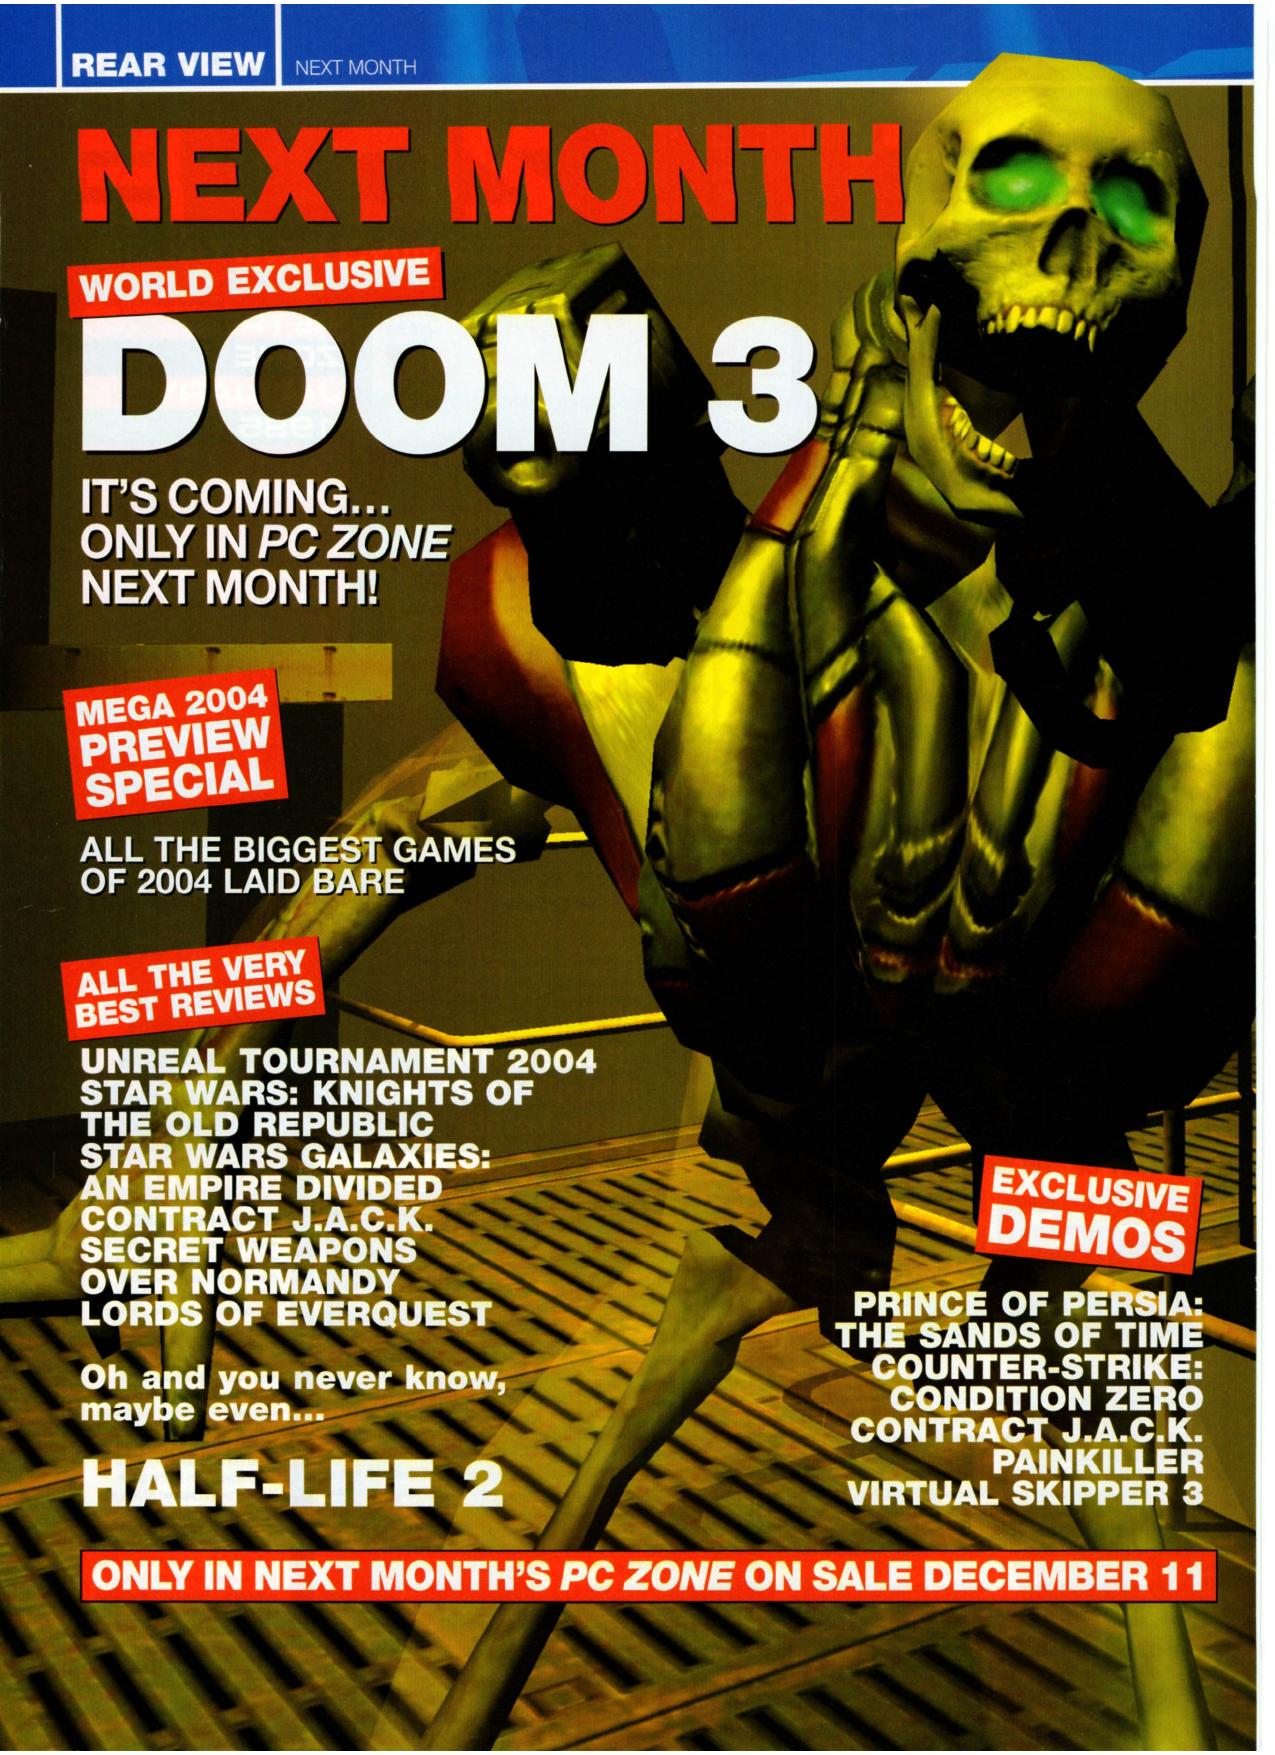 REAR VIEW
NEXT MONTH
NEXT MONTH
WORLD EXCLUSIVE
DOOM 3
IT'S COMING...
ONLY IN PC ZONE
NEXT MONTH!
MEGA 2004
PREVIEW
SPECIAL
ALL THE BIGGEST GAMES
OF 2004 LAID BARE
ALL THE VERY
BEST REVIEWS
UNREAL TOURNAMENT 2004
STAR WARS: KNIGHTS OF
THE OLD REPUBLIC
STAR WARS GALAXIES:
AN EMPIRE DIVIDED
CONTRACT J.A.C.K.
SECRET WEAPONS
OVER NORMANDY
LORDS OF EVERQUEST
Oh and you never know,
maybe even...
HALF-LIFE 2
EXCLUSIVE
DEMOS
PRINCE OF PERSIA:
THE SANDS OF TIME
COUNTER-STRIKE:
CONDITION ZERO
CONTRACT J.A.C.K.
PAINKILLER
VIRTUAL SKIPPER 3
ONLY IN NEXT MONTH'S PC ZONE ON SALE DECEMBER 11